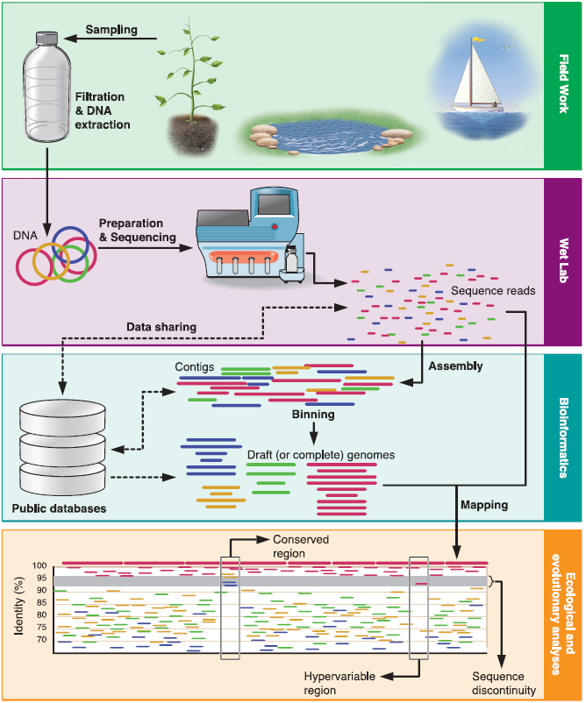 Sampling
Filtration
& DNA
extraction
Field Work
DNA
Preparation
& Sequencing
Sequence reads
Data sharing
Wet Lab
Assembly
Contigs
Binning
Draft (or complete) genomes
Public databases
Mapping
Bioinformatics
Conserved
region
Identity (%)
100
95
90
85
80
75
70
Hypervariable
region
Sequence
discontinuity
Ecological and
evolutionary analyses